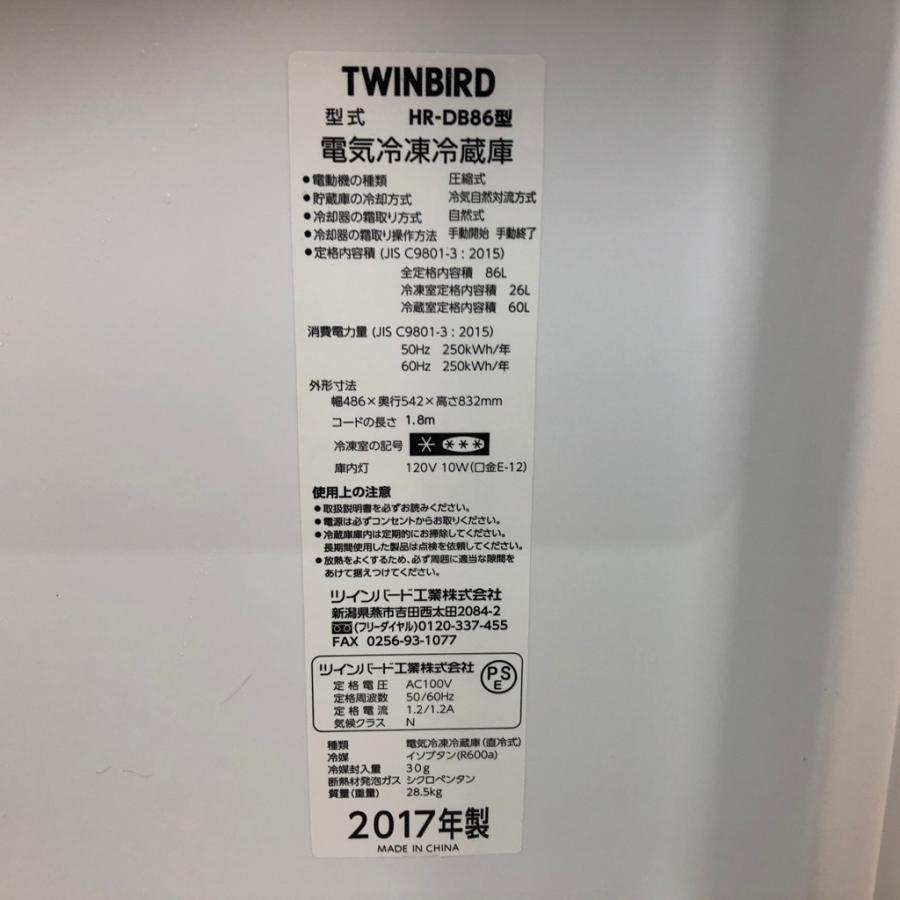 TWINBIRD
型式 HR-DB86型
電気冷凍冷蔵庫
●電動機の種類 圧縮式
●貯蔵庫の冷却方式 冷気自然対流方式
●冷却器の霜取り方式 自然式
●冷却器の霜取り操作方法 手動開始 手動終了
●定格内容積 (JIS C9801-3：2015)
全定格内容積 86L
冷凍室定格内容積 26L
冷蔵室定格内容積 60L
消費電力量 (JIS C9801-3：2015)
50Hz 250kWh/年
60Hz 250kWh/年
外形寸法
幅486×奥行542×高さ832mm
コードの長さ 1.8m
冷凍室の記号 * ***
庫内灯 120V 10W(口金E-12)
使用上の注意
●取扱説明書を必ずお読みください。
●電源は必ずコンセントからお取りください。
●冷蔵庫庫内は定期的にお掃除してください。
長期間使用した製品は点検を依頼してください。
●放熱をよくするため、必ず周囲に適当な隙間を
あけて据えつけてください。
ツインバード工業株式会社
新潟県燕市吉田西太田2084-2
(フリーダイヤル)0120-337-455
FAX 0256-93-1077
ツインバード工業株式会社 PSE
定格電圧 AC100V
定格周波数 50/60Hz
定格電流 1.2/1.2A
気候クラス N
種類 電気冷凍冷蔵庫(直冷式)
冷媒 イソブタン(R600a)
冷媒封入量 30g
断熱材発泡ガス シクロペンタン
質量(重量) 28.5kg
2017年製
MADE IN CHINA